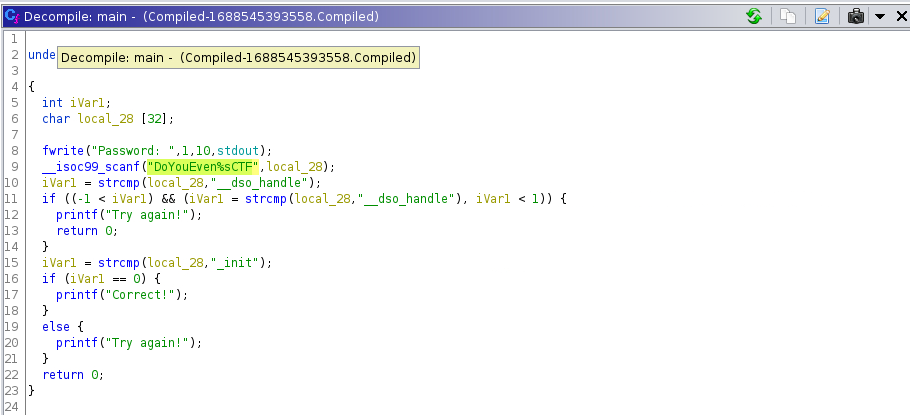 Decompile: main - (Compiled-1688545393558.Compiled)
1
2 unde
Decompile: main - (Compiled-1688545393558.Compiled)
3
4 {
5 int iVar1;
6 char local_28 [32];
7
8 fwrite("Password: ",1,10,stdout);
9 __isoc99_scanf("DoYouEven%sCTF",local_28);
10 iVar1 = strcmp(local_28,"__dso_handle");
11 if ((-1 < iVar1) && (iVar1 = strcmp(local_28,"__dso_handle"), iVar1 < 1)) {
12 printf("Try again!");
13 return 0;
14 }
15 iVar1 = strcmp(local_28,"_init");
16 if (iVar1 == 0) {
17 printf("Correct!");
18 }
19 else {
20 printf("Try again!");
21 }
22 return 0;
23 }
24